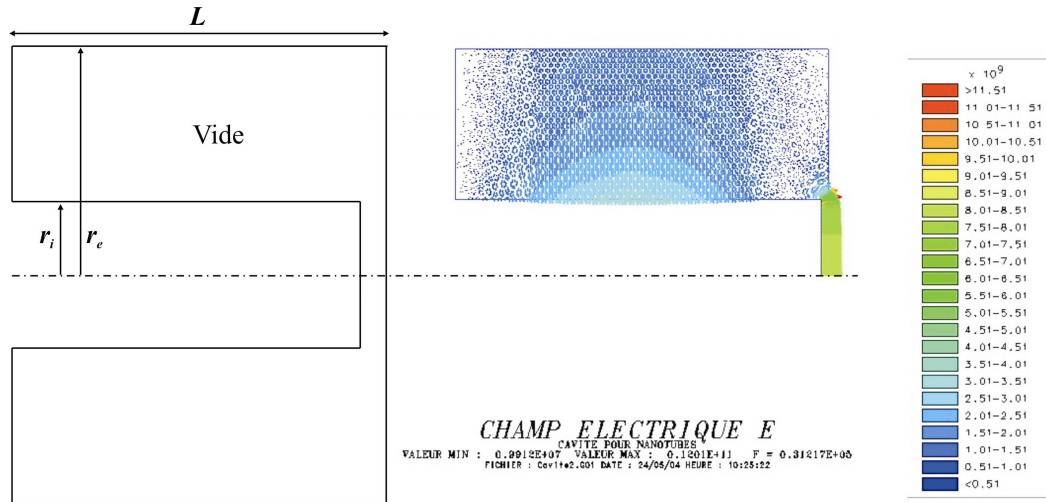 L
Vide
r_i
r_e
CHAMP ELECTRIQUE E
CAVITE POUR NANOTUBES
VALEUR MIN : 0.9912E+07 VALEUR MAX : 0.1201E+11 F = 0.31217E+05
FICHIER : Cavite2.G01 DATE : 24/05/04 HEURE : 10:25:22
x 10^9
>11.51
11.01-11.51
10.51-11.01
10.01-10.51
9.51-10.01
9.01-9.51
8.51-9.01
8.01-8.51
7.51-8.01
7.01-7.51
6.51-7.01
6.01-6.51
5.51-6.01
5.01-5.51
4.51-5.01
4.01-4.51
3.51-4.01
3.01-3.51
2.51-3.01
2.01-2.51
1.51-2.01
1.01-1.51
0.51-1.01
<0.51